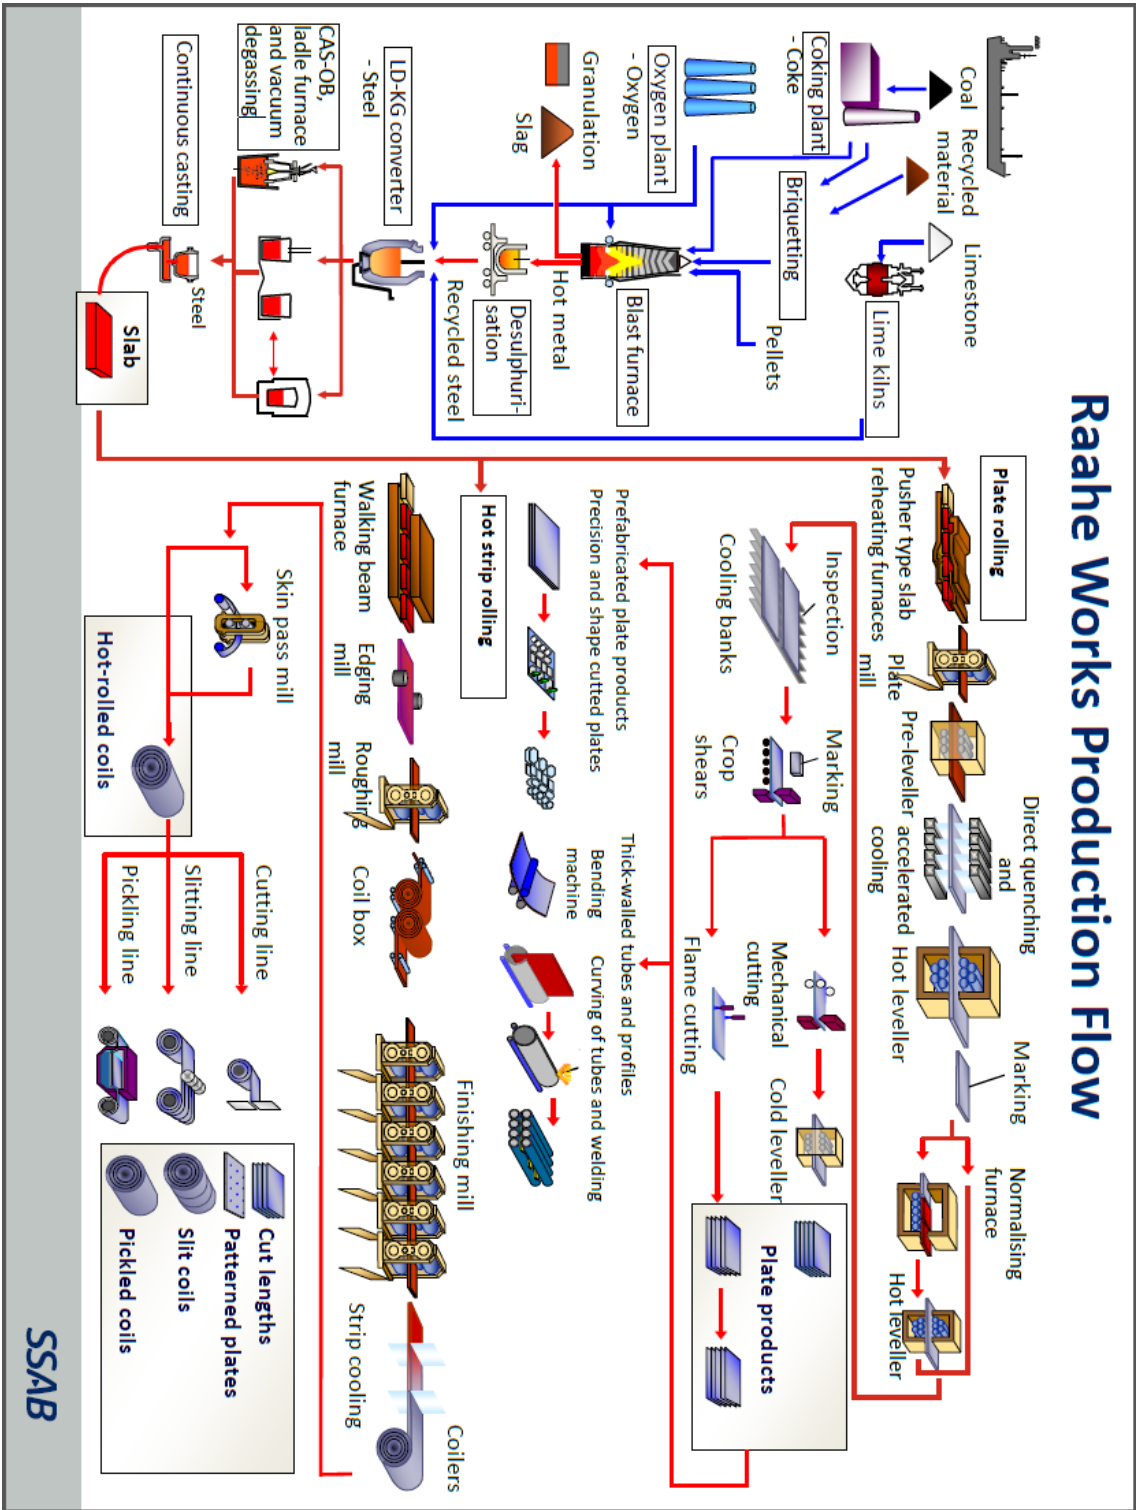 Raahe Works Production Flow
Coal
Recycled
material
Limestone
Coking plant
- Coke
Briquetting
Lime kilns
Pellets
Oxygen plant
- Oxygen
Blast furnace
Granulation
Slag
Hot metal
Desulphuri-
sation
Recycled steel
LD-KG converter
- Steel
CAS-OB,
ladle furnace
and vacuum
degassing
Continuous casting
Steel
Slab
Plate rolling
Pusher type slab
reheating furnaces
Plate
mill
Pre-leveller
Direct quenching
and
accelerated
cooling
Hot leveller
Marking
Normalising
furnace
Hot leveller
Inspection
Cooling banks
Marking
Crop
shears
Mechanical
cutting
Flame cutting
Cold leveller
Plate products
Prefabricated plate products
Precision and shape cutted plates
Thick-walled tubes and profiles
Bending
machine
Curving of tubes and welding
Hot strip rolling
Walking beam
furnace
Edging
mill
Roughing
mill
Coil box
Finishing mill
Strip cooling
Coilers
Skin pass mill
Hot-rolled coils
Cutting line
Slitting line
Pickling line
Cut lengths
Patterned plates
Slit coils
Pickled coils
SSAB